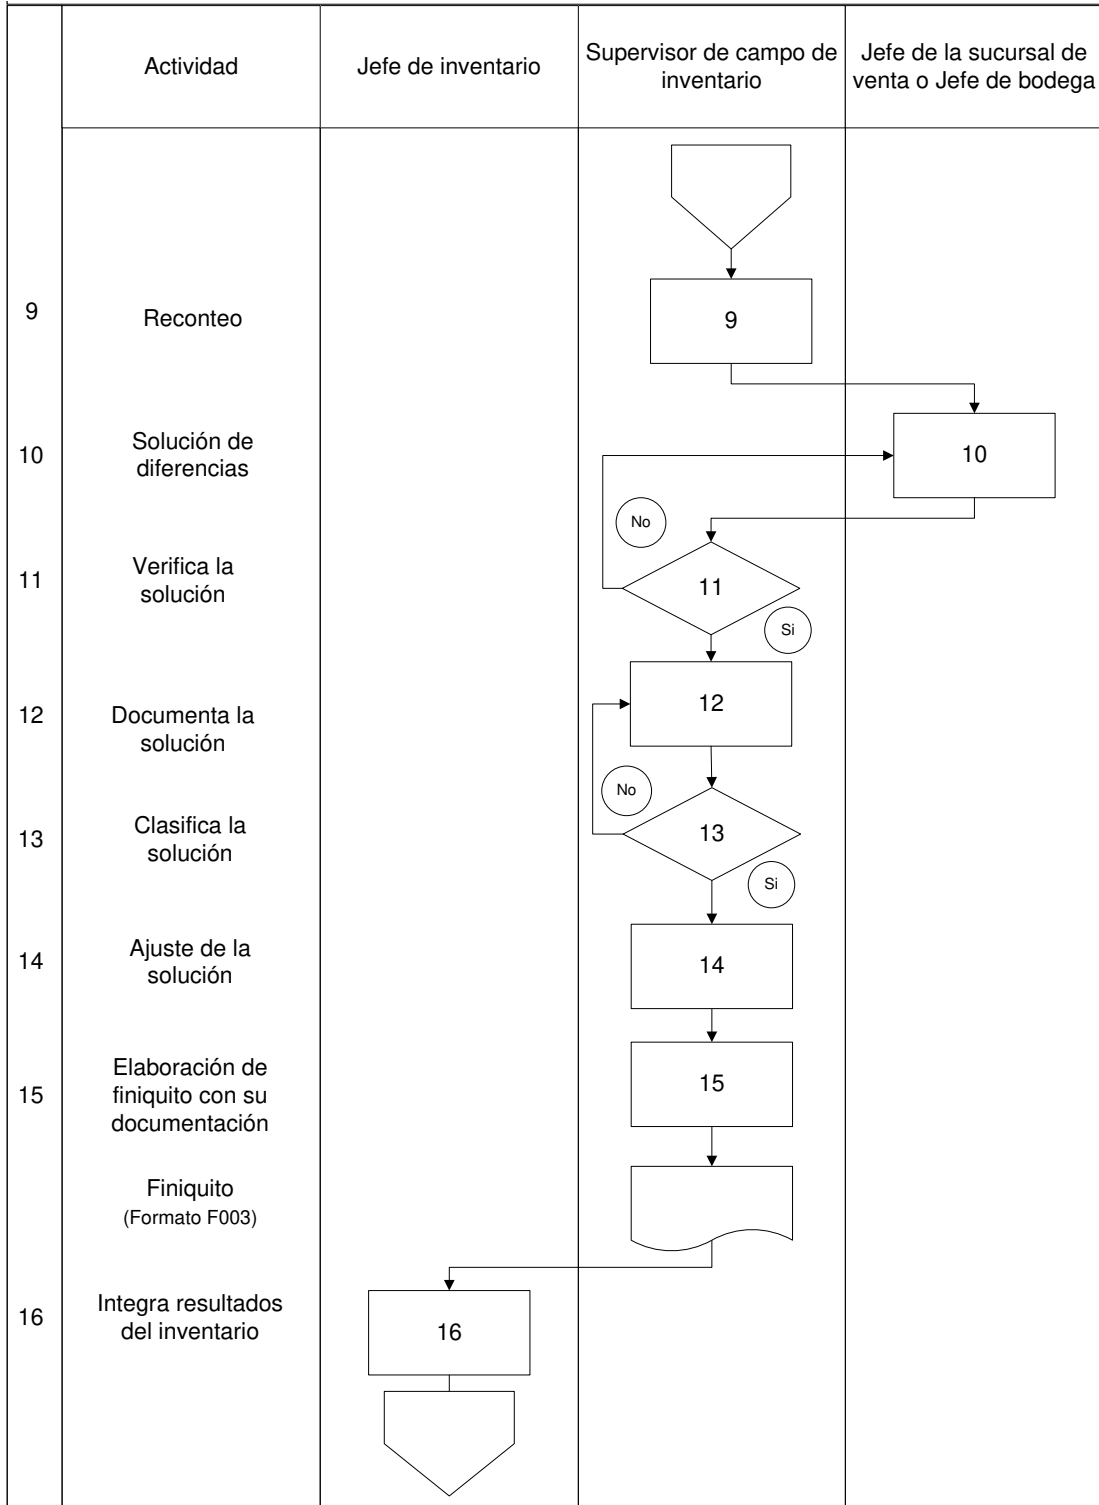 Actividad
Jefe de inventario
Supervisor de campo de
inventario
Jefe de la sucursal de
venta o Jefe de bodega
9
Reconteo
9
10
Solución de
diferencias
10
No
11
Verifica la
solución
11
Si
12
Documenta la
solución
12
No
13
Clasifica la
solución
13
Si
14
Ajuste de la
solución
14
15
Elaboración de
finiquito con su
documentación
15
Finiquito
(Formato F003)
16
Integra resultados
del inventario
16